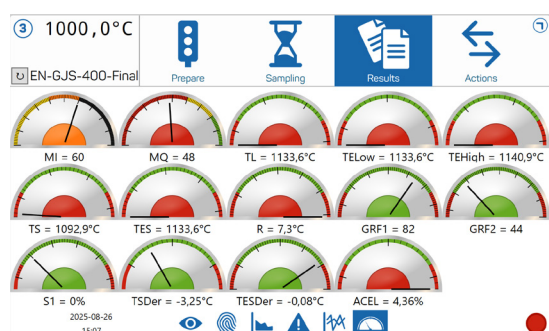 3 1000,0°C
EN-GJS-400-Final
Prepare Sampling Results Actions
MI = 60 MQ = 48 TL = 1133,6°C TELow = 1133,6°C TEHigh = 1140,9°C
TS = 1092,9°C TES = 1133,6°C R = 7,3°C GRF1 = 82 GRF2 = 44
S1 = 0% TSDer = -3,25°C TESDer = -0,08°C ACEL = 4,36%
2025-08-26
15:07